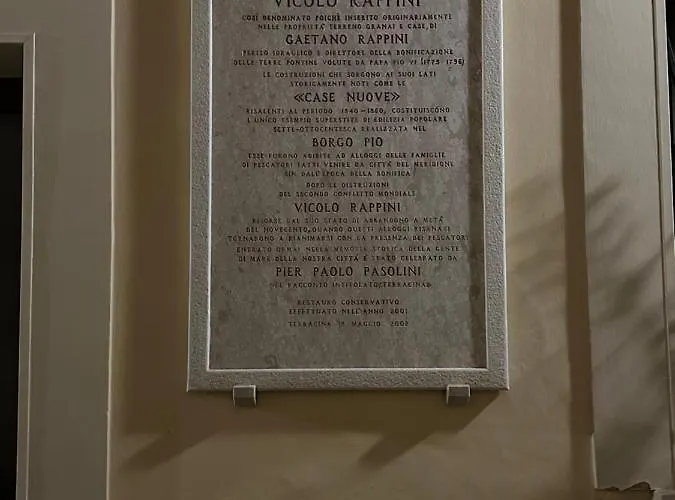 VICOLO RAPPINI
COSÌ DENOMINATO POICHÉ INSERITO ORIGINARIAMENTE
NELLE PROPRIETÀ TERRENO GRANAI E CASE, DI
GAETANO RAPPINI
PERITO IDRAULICO E DIRETTORE DELLA BONIFICAZIONE
DELLE TERRE PONTINE VOLUTE DA PAPA PIO VI (1775 1796)
LE COSTRUZIONI CHE SORGONO AI SUOI LATI
STORICAMENTE NOTI COME LE
«CASE NUOVE»
RISALENTI AL PERIODO 1840-1860, COSTITUISCONO
L'UNICO ESEMPIO SUPERSTITE DI EDILIZIA POPOLARE
SETTE-OTTOCENTESCA REALIZZATA NEL
BORGO PIO
ESSE FURONO ADIBITE AD ALLOGGI DELLE FAMIGLIE
DI PESCATORI FATTI VENIRE DA CITTÀ DEL MERIDIONE
SIN DALL'EPOCA DELLA BONIFICA
DOPO LE DISTRUZIONI
DEL SECONDO CONFLITTO MONDIALE
VICOLO RAPPINI
RISORSE DAL SUO STATO DI ABBANDONO A METÀ
DEL NOVECENTO, QUANDO QUESTI ALLOGGI RISANATI
TORNARONO A RIANIMARSI CON LA PRESENZA DEI PESCATORI
ENTRATO ORMAI NELLA MEMORIA STORICA DELLA GENTE
DI MARE DELLA NOSTRA CITTÀ È STATO CELEBRATO DA
PIER PAOLO PASOLINI
NEL RACCONTO INTITOLATO "TERRACINA"
RESTAURO CONSERVATIVO
EFFETTUATO NELL'ANNO 2001
TERRACINA MAGGIO 2002